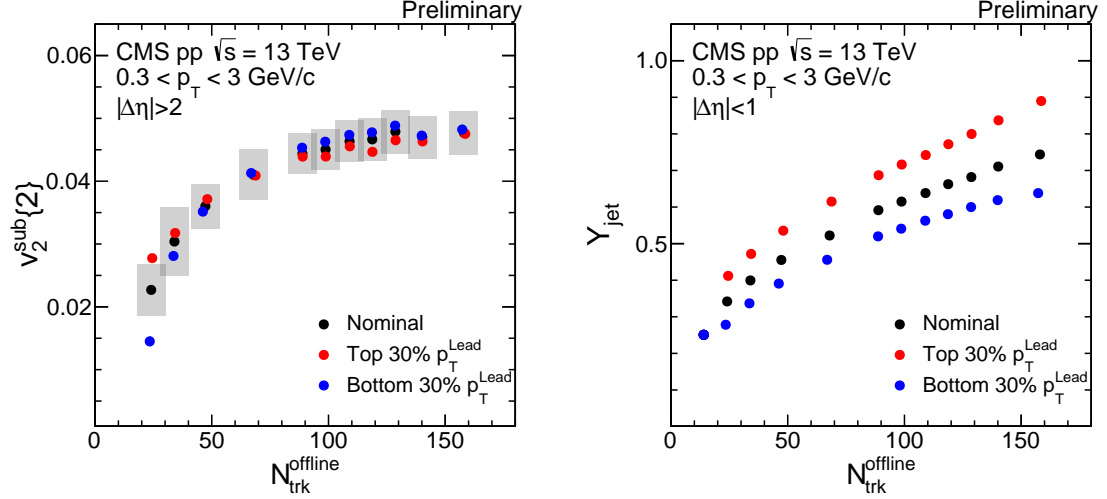 Preliminary
CMS pp √s = 13 TeV
0.3 < p_T < 3 GeV/c
|Δη|>2
0.06
0.04
0.02
v_2^sub{2}
Nominal
Top 30% p_T^Lead
Bottom 30% p_T^Lead
0 50 100 150
N_trk^offline
Preliminary
CMS pp √s = 13 TeV
0.3 < p_T < 3 GeV/c
|Δη|<1
1.0
0.5
Y_jet
Nominal
Top 30% p_T^Lead
Bottom 30% p_T^Lead
0 50 100 150
N_trk^offline